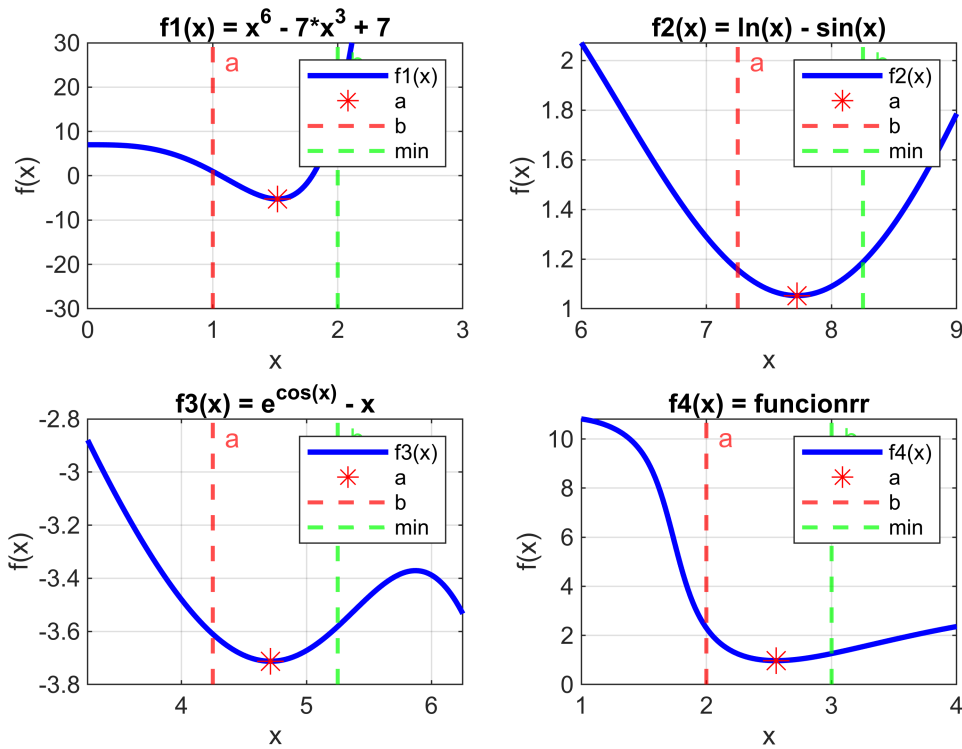 f1(x) = x^6 - 7*x^3 + 7
30
20
10
0
-10
-20
-30
f(x)
0
1
2
3
x
a
f1(x)
a
b
min
f2(x) = ln(x) - sin(x)
2
1.8
1.6
1.4
1.2
1
f(x)
6
7
8
9
x
a
f2(x)
a
b
min
f3(x) = e^cos(x) - x
-2.8
-3
-3.2
-3.4
-3.6
-3.8
f(x)
4
5
6
x
a
f3(x)
a
b
min
f4(x) = funcionrr
10
8
6
4
2
0
f(x)
1
2
3
4
x
a
f4(x)
a
b
min